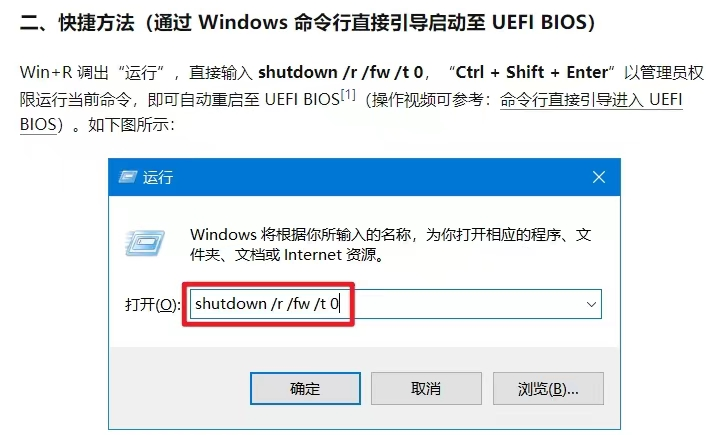 二、快捷方法（通过 Windows 命令行直接引导启动至 UEFI BIOS）
Win+R 调出“运行”，直接输入 shutdown /r /fw /t 0，“Ctrl + Shift + Enter”以管理员权
限运行当前命令，即可自动重启至 UEFI BIOS[1]（操作视频可参考：命令行直接引导进入 UEFI
BIOS）。如下图所示：
运行
Windows 将根据你所输入的名称，为你打开相应的程序、文
件夹、文档或 Internet 资源。
打开(O): shutdown /r /fw /t 0
确定 取消 浏览(B)...